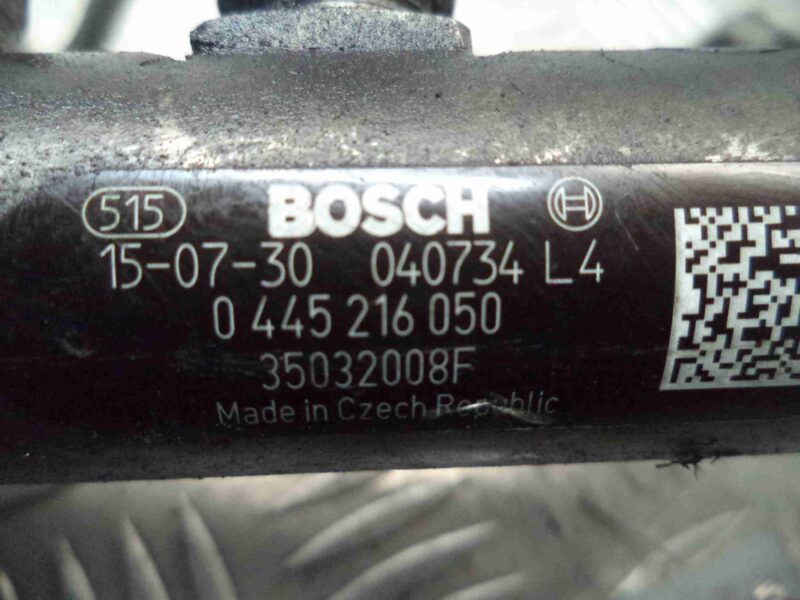 515 BOSCH
15-07-30 040734 L4
0 445 216 050
35032008F
Made in Czech Republic